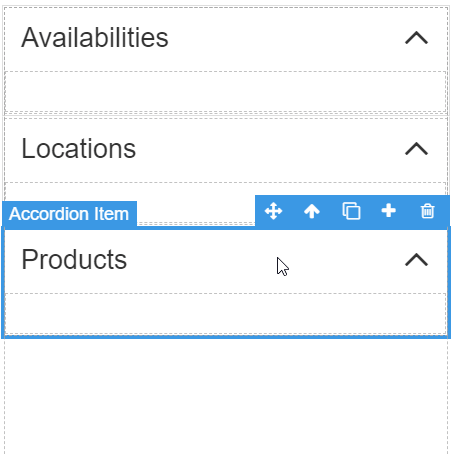 Availabilities
Locations
Accordion Item
Products